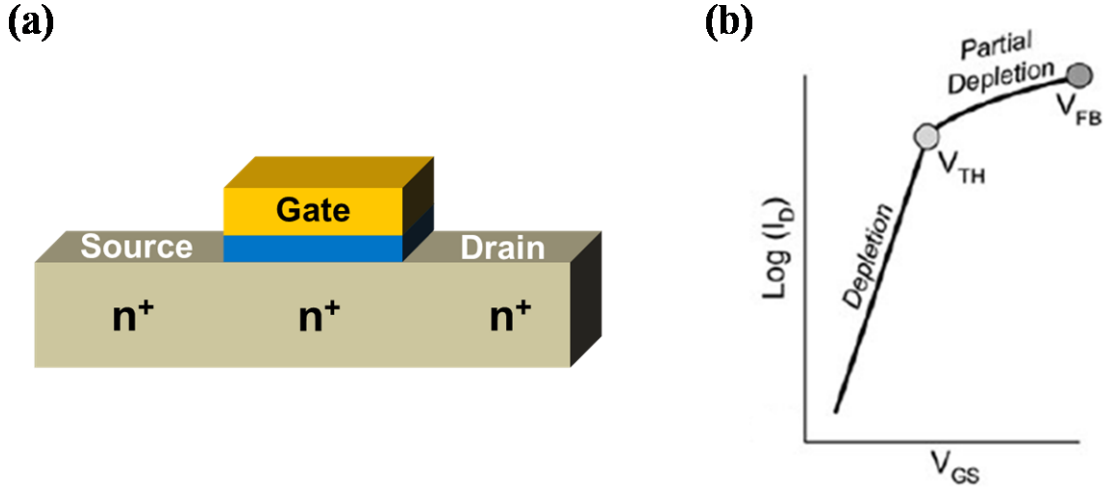 (a)
Gate
Source
Drain
n+
n+
n+
(b)
Partial
Depletion
VFB
VTH
Depletion
Log (ID)
VGS